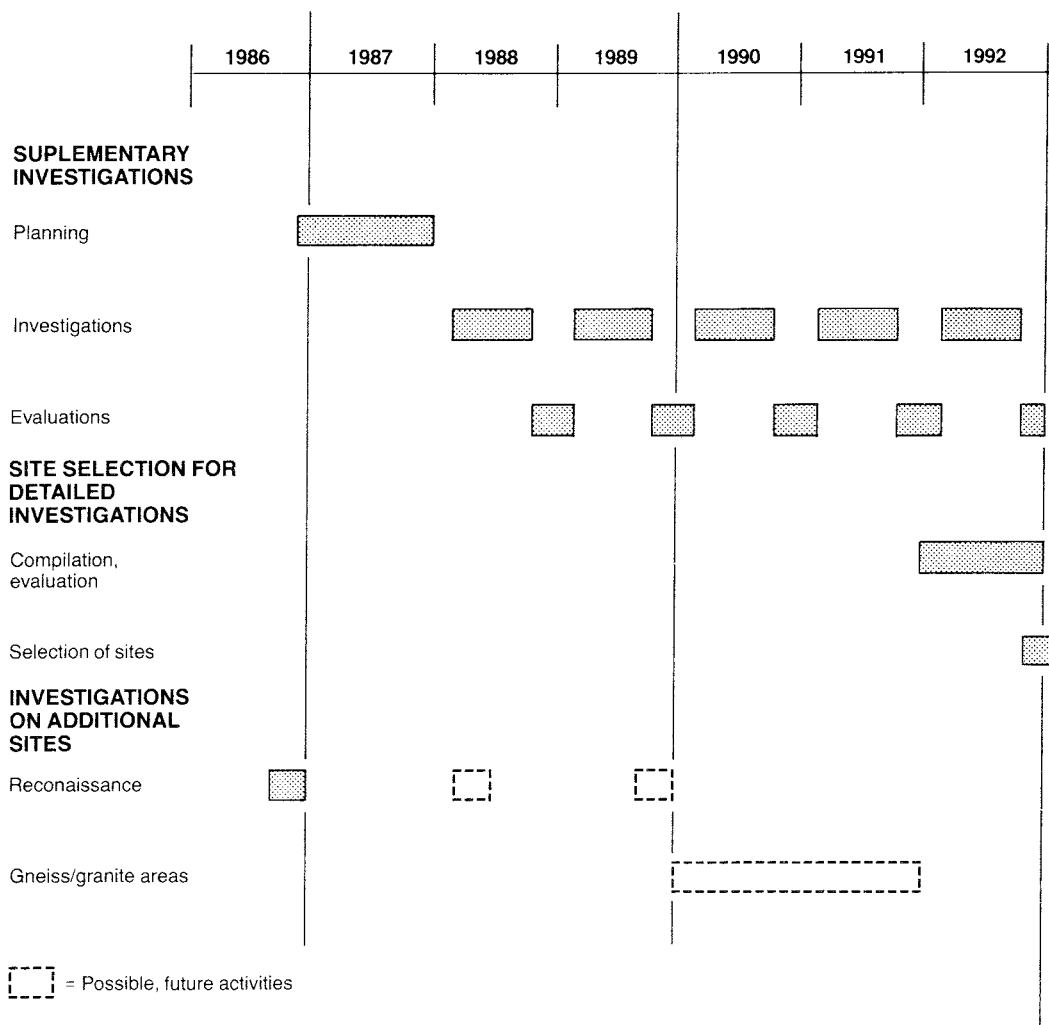 1986 1987 1988 1989 1990 1991 1992
SUPLEMENTARY
INVESTIGATIONS
Planning
Investigations
Evaluations
SITE SELECTION FOR
DETAILED
INVESTIGATIONS
Compilation,
evaluation
Selection of sites
INVESTIGATIONS
ON ADDITIONAL
SITES
Reconaissance
Gneiss/granite areas
= Possible, future activities